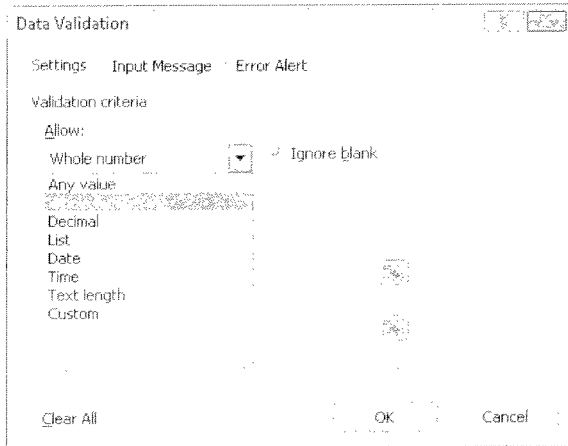 Data Validation
Settings Input Message Error Alert
Validation criteria
Allow:
Whole number Ignore blank
Any value
Decimal
List
Date
Time
Text length
Custom
Clear All OK Cancel